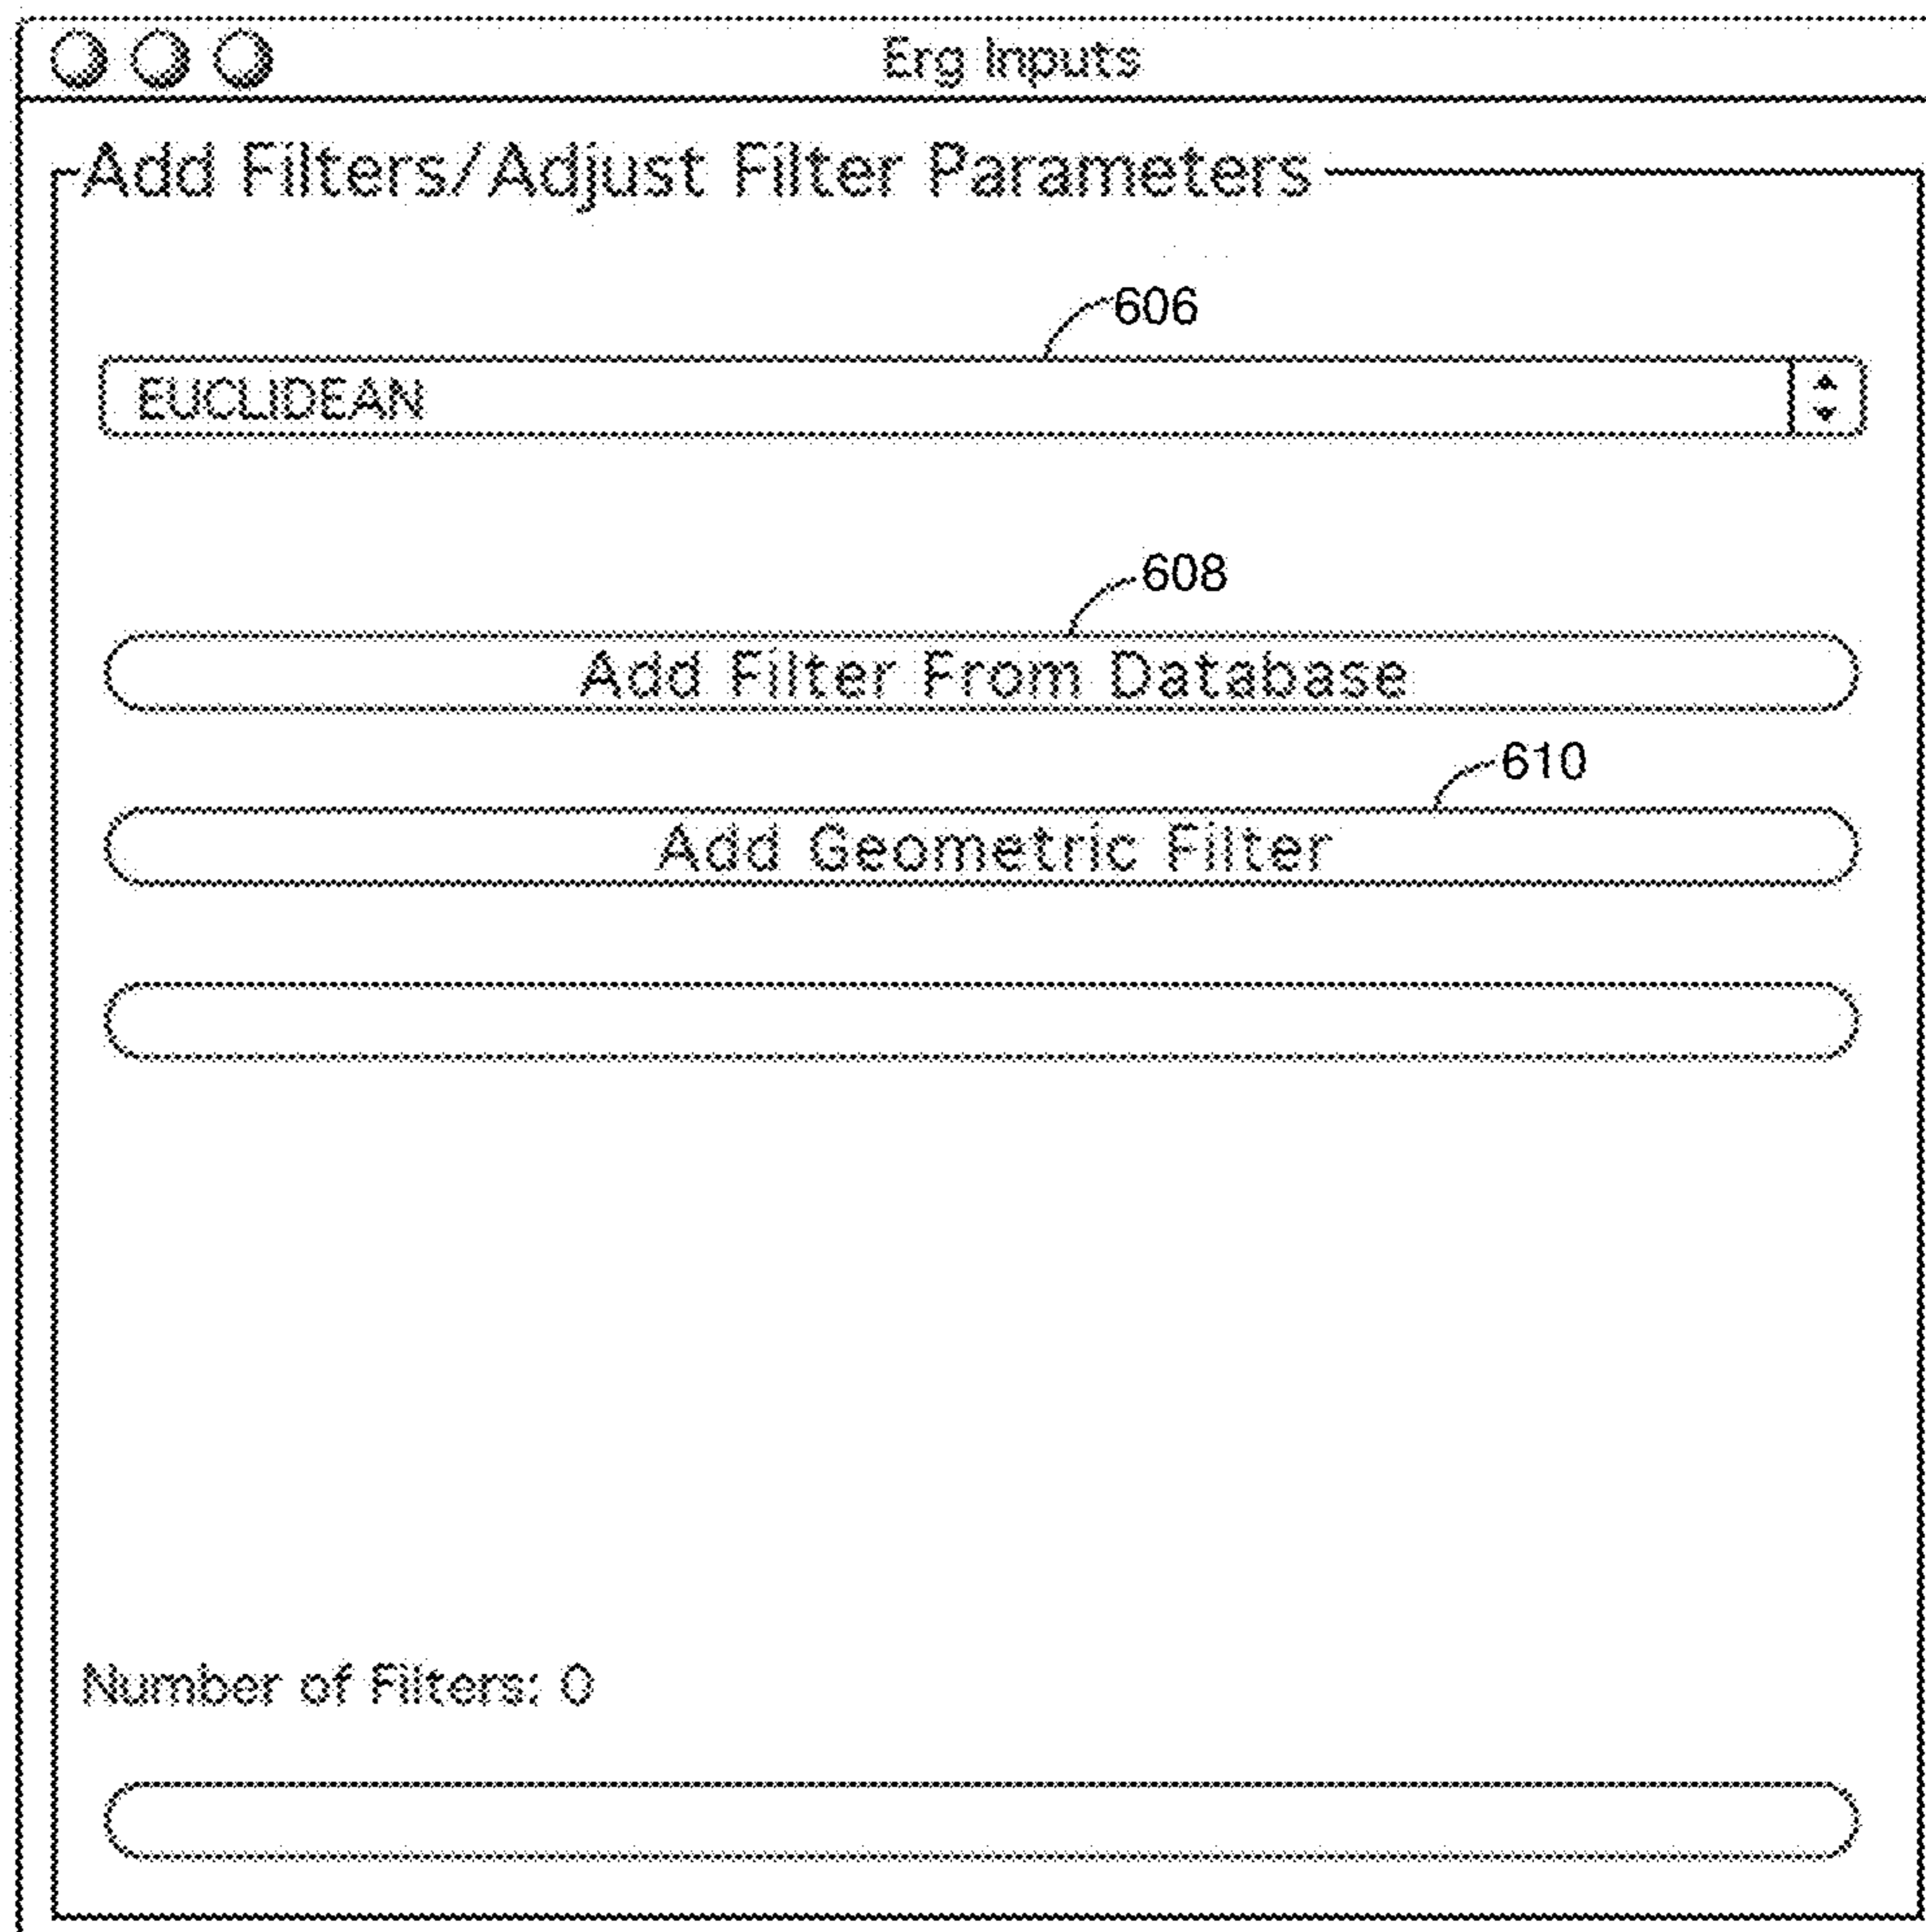 Erg Inputs
Add Filters/Adjust Filter Parameters
606
EUCLIDEAN
608
Add Filter From Database
610
Add Geometric Filter
Number of Filters: 0